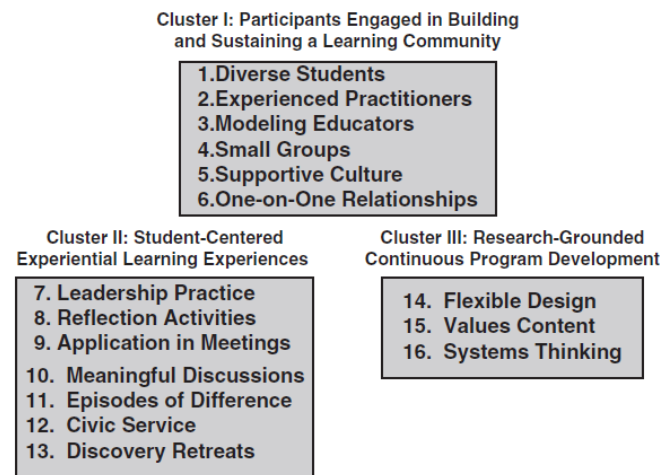 Cluster I: Participants Engaged in Building
and Sustaining a Learning Community
1.Diverse Students
2.Experienced Practitioners
3.Modeling Educators
4.Small Groups
5.Supportive Culture
6.One-on-One Relationships
Cluster II: Student-Centered
Experiential Learning Experiences
7. Leadership Practice
8. Reflection Activities
9. Application in Meetings
10. Meaningful Discussions
11. Episodes of Difference
12. Civic Service
13. Discovery Retreats
Cluster III: Research-Grounded
Continuous Program Development
14. Flexible Design
15. Values Content
16. Systems Thinking